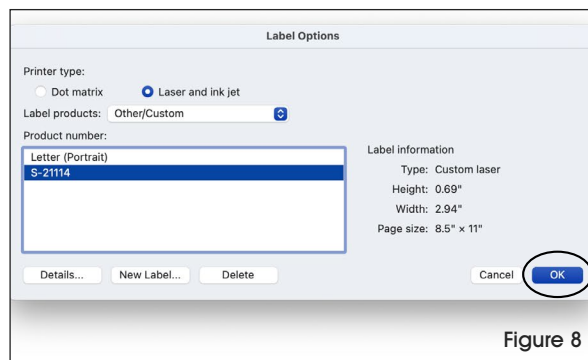 Label Options
Printer type:
Dot matrix Laser and ink jet
Label products: Other/Custom
Product number:
Letter (Portrait)
S-21114
Label information
Type: Custom laser
Height: 0.69"
Width: 2.94"
Page size: 8.5" × 11"
Details... New Label... Delete Cancel OK
Figure 8